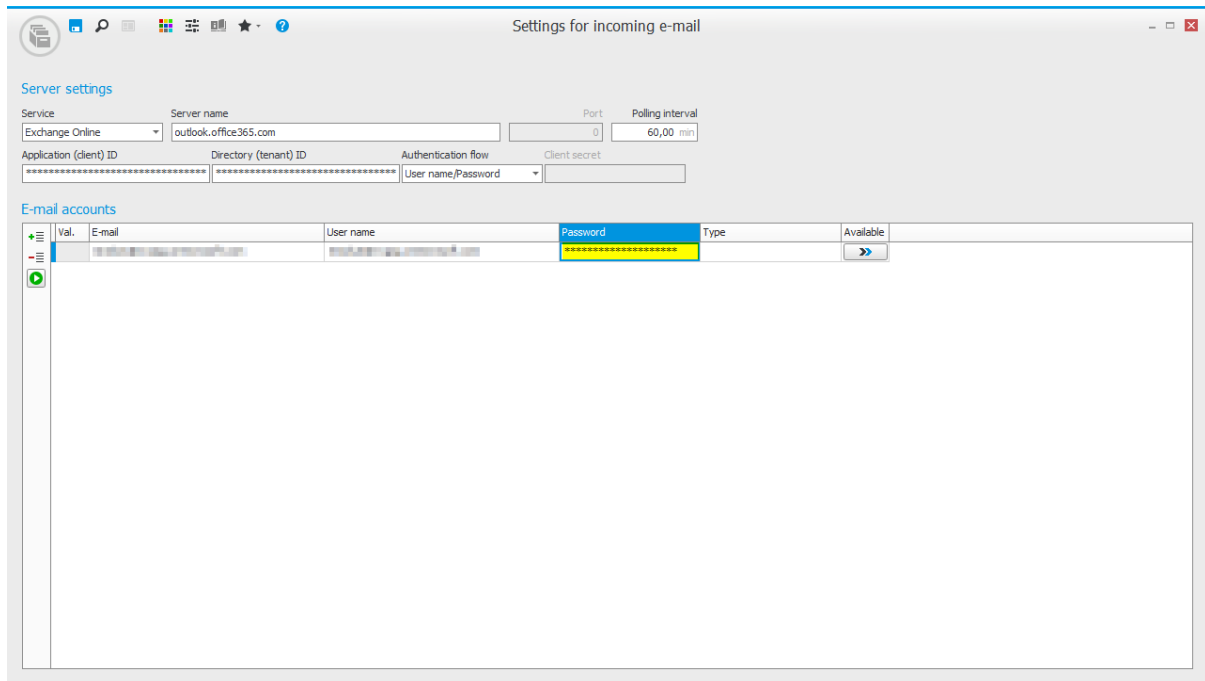 Settings for incoming e-mail
Server settings
Service Server name Port Polling interval
Exchange Online outlook.office365.com 0 60,00 min
Application (client) ID Directory (tenant) ID Authentication flow Client secret
******************************** ******************************** User name/Password
E-mail accounts
Val. E-mail User name Password Type Available
********************